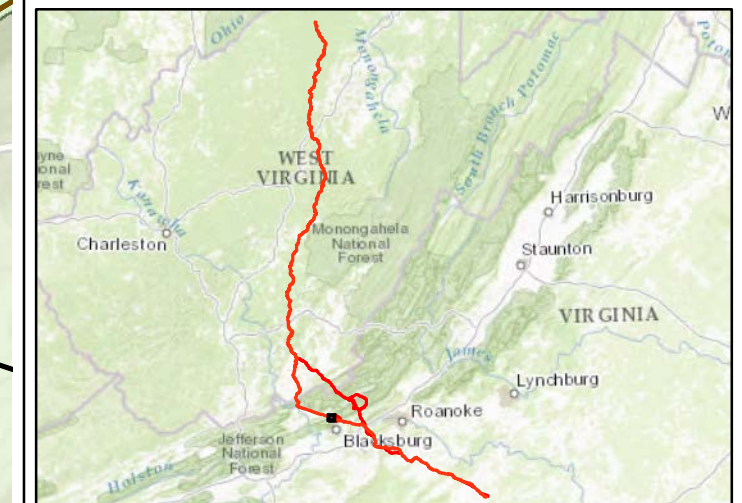 Ohio
Monongahela
South Branch Potomac
WEST
VIRGINIA
Kanawha
Harrisonburg
Charleston
Monongahela
National
Forest
Staunton
VIRGINIA
James
Lynchburg
Roanoke
Blacksburg
Jefferson
National
Forest
Holston